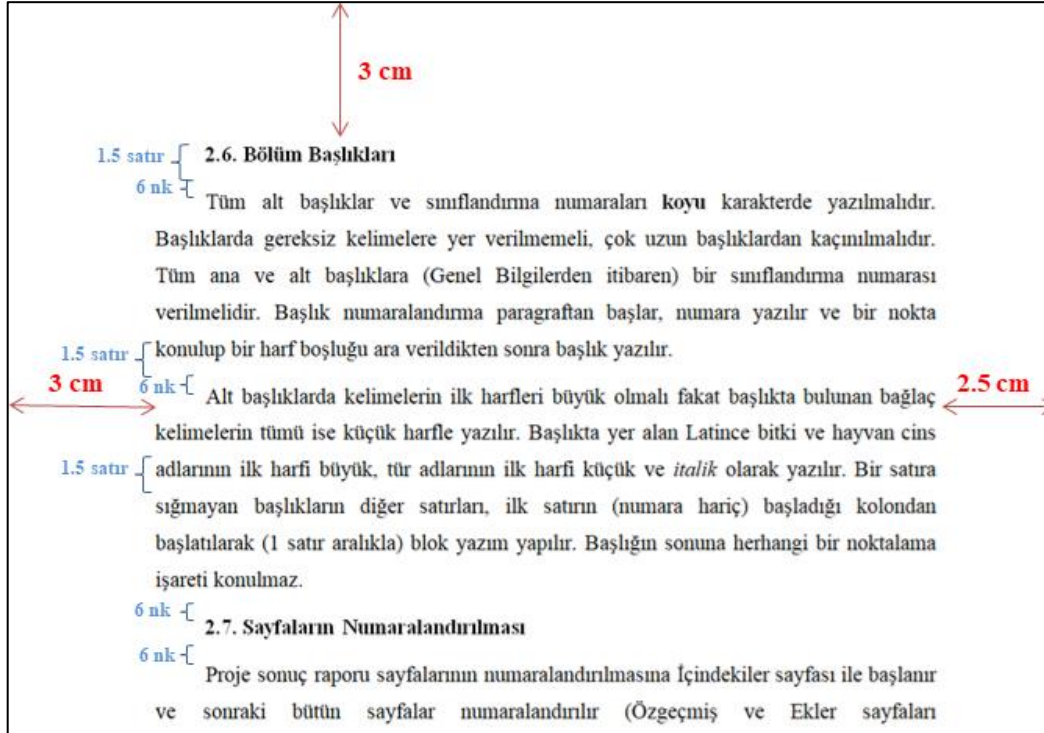 3 cm
1.5 satır
2.6. Bölüm Başlıkları
6 nk
Tüm alt başlıklar ve sınıflandırma numaraları koyu karakterde yazılmalıdır.
Başlıklarda gereksiz kelimelere yer verilmemeli, çok uzun başlıklardan kaçınılmalıdır.
Tüm ana ve alt başlıklara (Genel Bilgilerden itibaren) bir sınıflandırma numarası
verilmelidir. Başlık numaralandırma paragraftan başlar, numara yazılır ve bir nokta
1.5 satır
konulup bir harf boşluğu ara verildikten sonra başlık yazılır.
3 cm
6 nk
2.5 cm
Alt başlıklarda kelimelerin ilk harfleri büyük olmalı fakat başlıkta bulunan bağlaç
kelimelerin tümü ise küçük harfle yazılır. Başlıkta yer alan Latince bitki ve hayvan cins
1.5 satır
adlarının ilk harfi büyük, tür adlarının ilk harfi küçük ve italik olarak yazılır. Bir satıra
sığmayan başlıkların diğer satırları, ilk satırın (numara hariç) başladığı kolondan
başlatılarak (1 satır aralıkla) blok yazım yapılır. Başlığın sonuna herhangi bir noktalama
işareti konulmaz.
6 nk
2.7. Sayfaların Numaralandırılması
6 nk
Proje sonuç raporu sayfalarının numaralandırılmasına İçindekiler sayfası ile başlanır
ve sonraki bütün sayfalar numaralandırılır (Özgeçmiş ve Ekler sayfaları